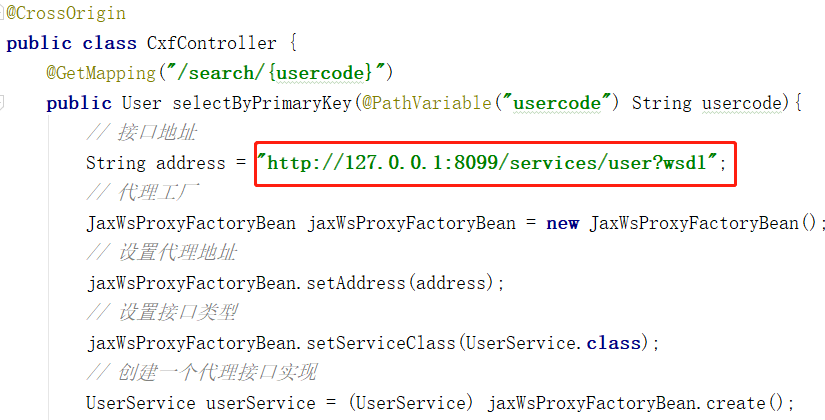 @CrossOrigin
public class CxfController {
@GetMapping("/search/{usercode}")
public User selectByPrimaryKey(@PathVariable("usercode") String usercode){
// 接口地址
String address = "http://127.0.0.1:8099/services/user?wsdl";
// 代理工厂
JaxWsProxyFactoryBean jaxWsProxyFactoryBean = new JaxWsProxyFactoryBean();
// 设置代理地址
jaxWsProxyFactoryBean.setAddress(address);
// 设置接口类型
jaxWsProxyFactoryBean.setServiceClass(UserService.class);
// 创建一个代理接口实现
UserService userService = (UserService) jaxWsProxyFactoryBean.create();